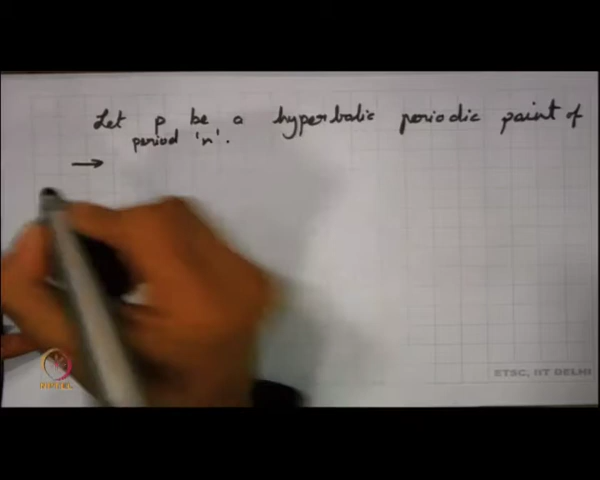 Let p be a hyperbolic periodic point of
period 'n'.
→
ETSC, IIT DELHI